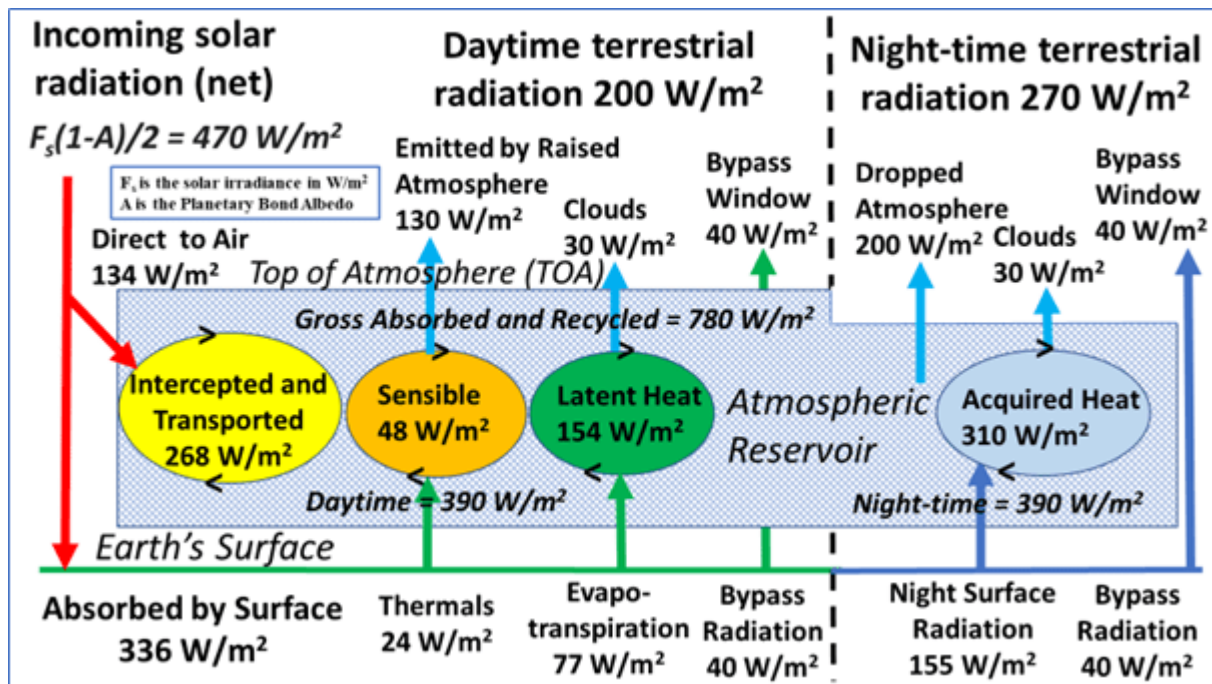 Incoming solar
radiation (net)
Fₛ(1-A)/2 = 470 W/m²
Fₛ is the solar irradiance in W/m²
A is the Planetary Bond Albedo
Direct to Air
134 W/m²
Daytime terrestrial
radiation 200 W/m²
Emitted by Raised
Atmosphere
130 W/m²
Clouds
30 W/m²
Bypass
Window
40 W/m²
Night-time terrestrial
radiation 270 W/m²
Dropped
Atmosphere
200 W/m²
Clouds
30 W/m²
Bypass
Window
40 W/m²
Top of Atmosphere (TOA)
Gross Absorbed and Recycled = 780 W/m²
Intercepted and
Transported
268 W/m²
Sensible
48 W/m²
Latent Heat
154 W/m²
Atmospheric
Reservoir
Acquired Heat
310 W/m²
Daytime = 390 W/m²
Night-time = 390 W/m²
Earth's Surface
Absorbed by Surface
336 W/m²
Thermals
24 W/m²
Evapo-
transpiration
77 W/m²
Bypass
Radiation
40 W/m²
Night Surface
Radiation
155 W/m²
Bypass
Radiation
40 W/m²